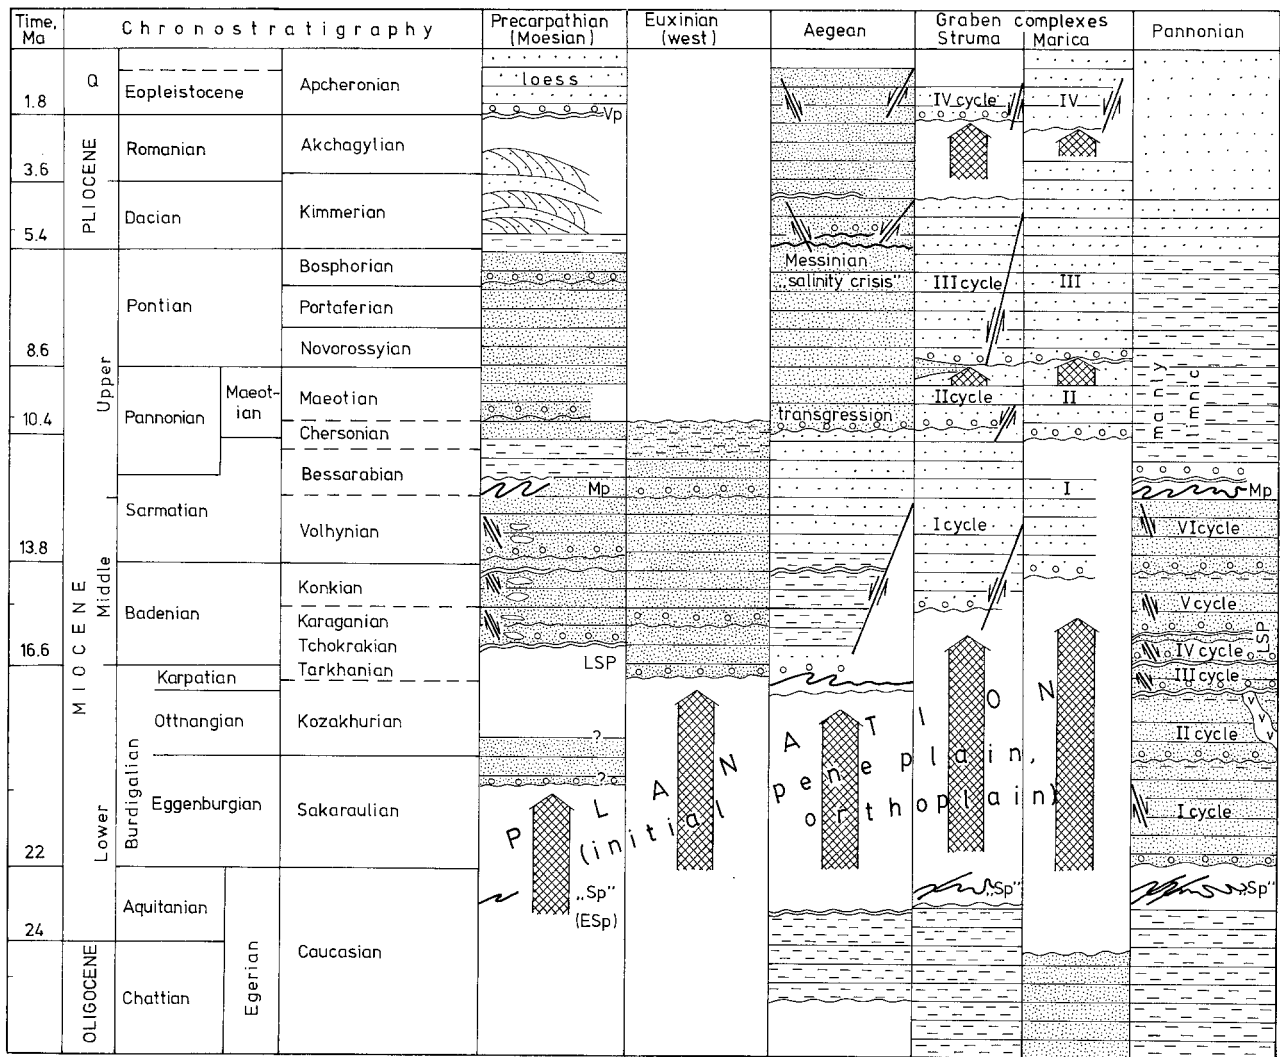 Time, Ma
Chronostratigraphy
Precarpathian (Moesian)
Euxinian (west)
Aegean
Graben complexes
Struma
Marica
Pannonian
1.8
3.6
5.4
8.6
10.4
13.8
16.6
22
24
Q
PLIOCENE
MIOCENE
Upper
Middle
Lower
OLIGOCENE
Eopleistocene
Romanian
Dacian
Pontian
Pannonian
Maeot-
ian
Sarmatian
Badenian
Karpatian
Ottnangian
Eggenburgian
Burdigalian
Aquitanian
Chattian
Egerian
Apcheronian
Akchagylian
Kimmerian
Bosphorian
Portaferian
Novorossyian
Maeotian
Chersonian
Bessarabian
Volhynian
Konkian
Karaganian
Tchokrakian
Tarkhanian
Kozakhurian
Sakaraulian
Caucasian
loess
Vp
Mp
LSP
?
?
„Sp"
(ESp)
PLANATION
(initial peneplain,
orthoplain)
Messinian
„salinity crisis"
transgression
IV cycle
III cycle
II cycle
I cycle
„Sp"
IV
III
II
I
mainly
limnic
Mp
VI cycle
V cycle
LSP
IV cycle
III cycle
v
v
v
II cycle
I cycle
„Sp"